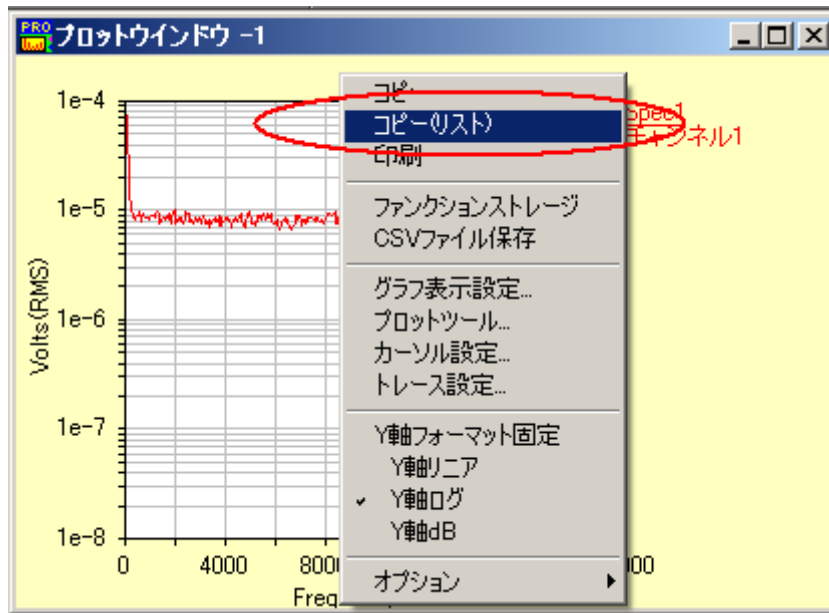 PRO プロットウインドウ -1
1e-4
1e-5
1e-6
1e-7
1e-8
Volts(RMS)
0 4000 800
Freq
Spec1
チャンネル1
コピー
コピー(リスト)
印刷
ファンクションストレージ
CSVファイル保存
グラフ表示設定...
プロットツール...
カーソル設定...
トレース設定...
Y軸フォーマット固定
Y軸リニア
Y軸ログ
Y軸dB
オプション